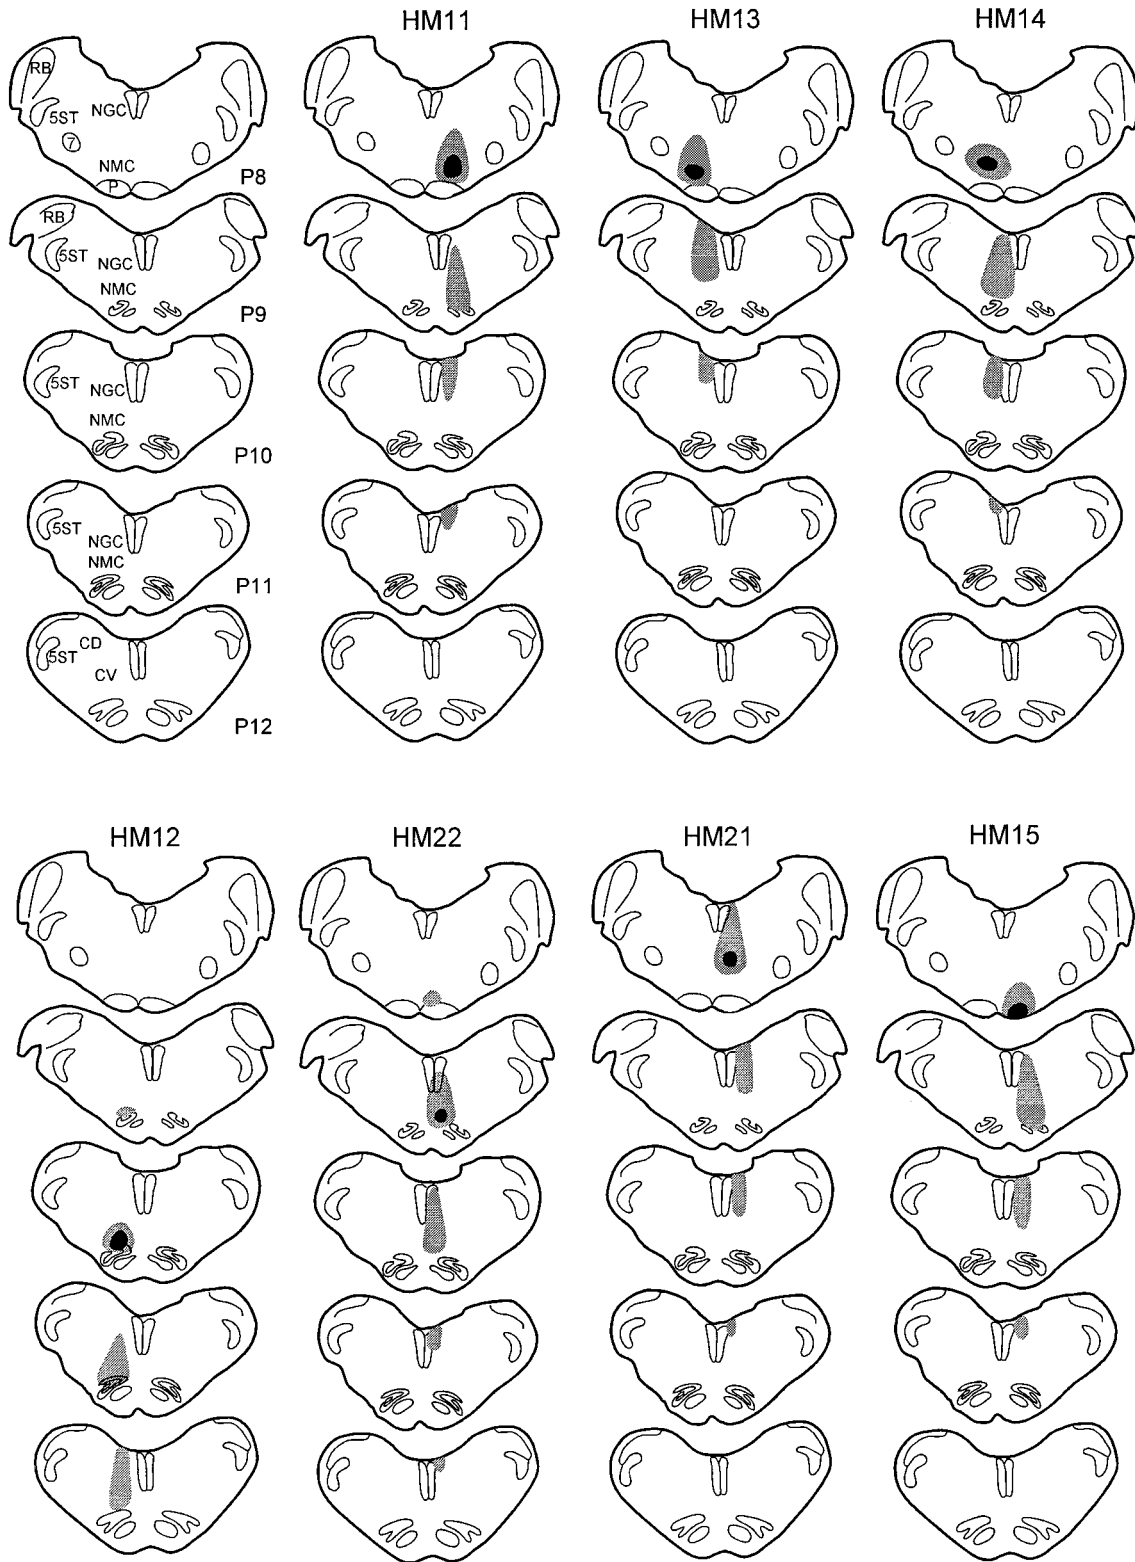 HM11 HM13 HM14
RB
5ST NGC
7
NMC
P
P8
RB
5ST
NGC
NMC
P9
5ST NGC
NMC
P10
5ST
NGC
NMC
P11
CD
5ST
CV
P12
HM12 HM22 HM21 HM15